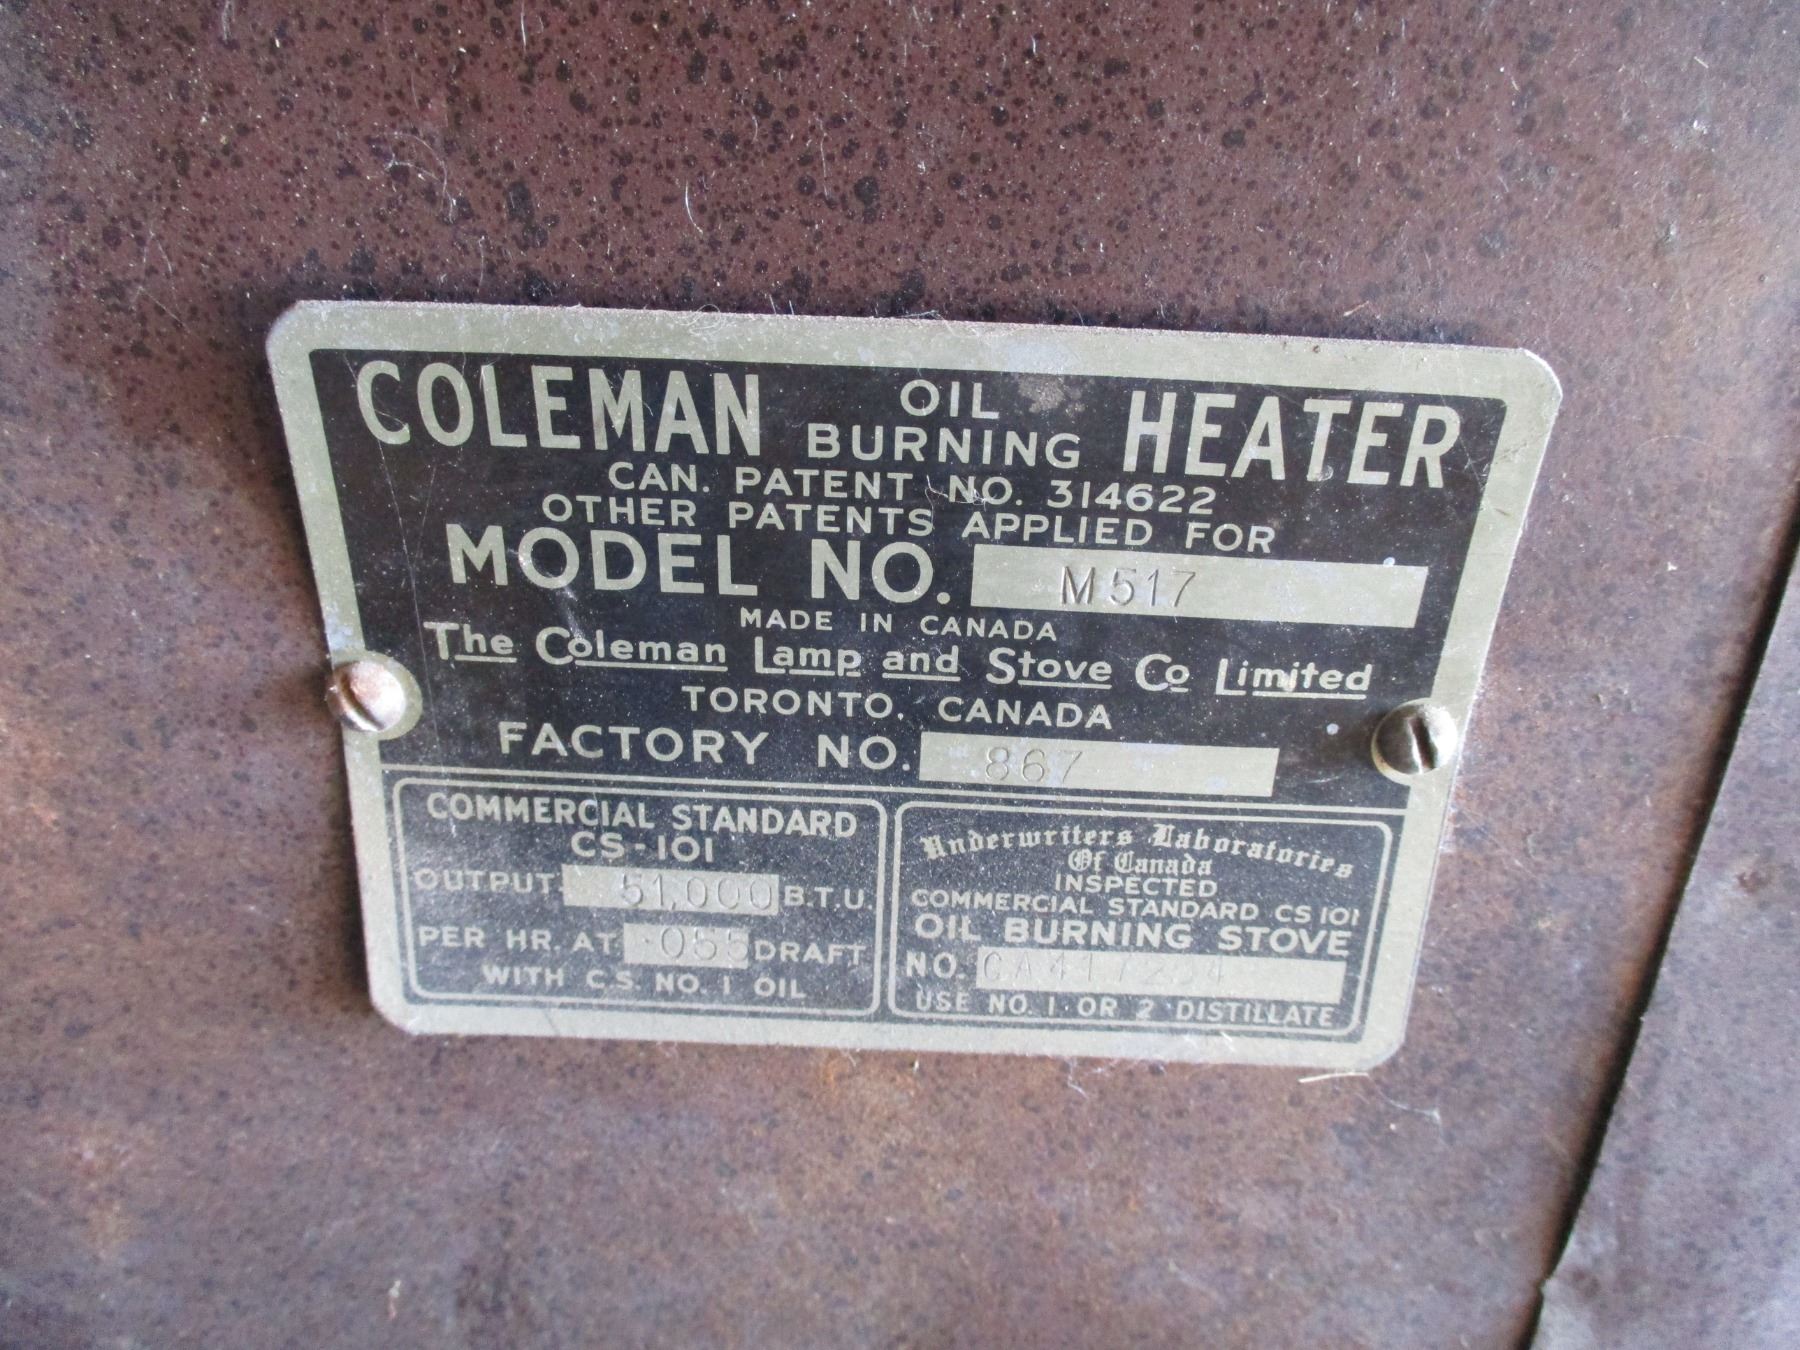 COLEMAN OIL BURNING HEATER
CAN. PATENT NO. 314622
OTHER PATENTS APPLIED FOR
MODEL NO. M517
MADE IN CANADA
The Coleman Lamp and Stove Co Limited
TORONTO, CANADA
FACTORY NO. 867
COMMERCIAL STANDARD
CS-101
OUTPUT- 51,000 B.T.U.
PER HR. AT .055 DRAFT
WITH C.S. NO. 1 OIL
Underwriters Laboratories
Of Canada
INSPECTED
COMMERCIAL STANDARD CS 101
OIL BURNING STOVE
NO.
USE NO. 1 OR 2 DISTILLATE